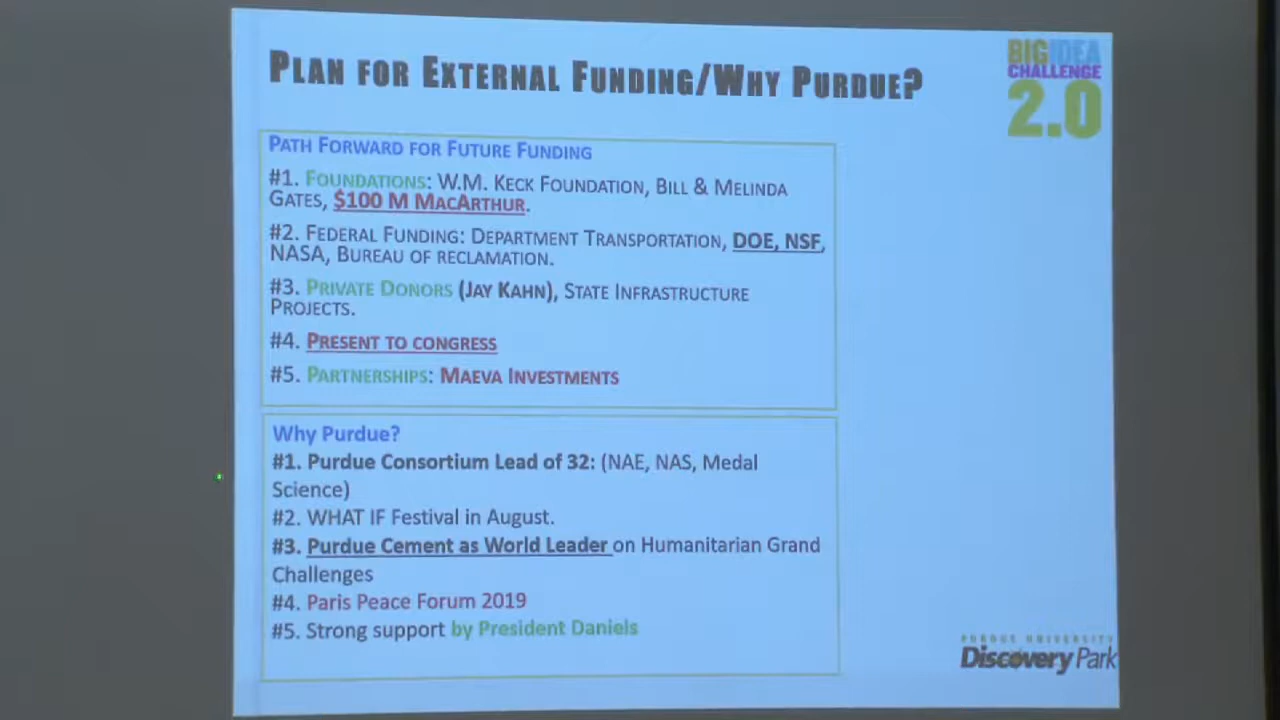 PLAN FOR EXTERNAL FUNDING/WHY PURDUE?
BIGIDEA
CHALLENGE
2.0
PATH FORWARD FOR FUTURE FUNDING
#1. FOUNDATIONS: W.M. KECK FOUNDATION, BILL & MELINDA
GATES, $100 M MACARTHUR.
#2. FEDERAL FUNDING: DEPARTMENT TRANSPORTATION, DOE, NSF,
NASA, BUREAU OF RECLAMATION.
#3. PRIVATE DONORS (JAY KAHN), STATE INFRASTRUCTURE
PROJECTS.
#4. PRESENT TO CONGRESS
#5. PARTNERSHIPS: MAEVA INVESTMENTS
Why Purdue?
#1. Purdue Consortium Lead of 32: (NAE, NAS, Medal
Science)
#2. WHAT IF Festival in August.
#3. Purdue Cement as World Leader on Humanitarian Grand
Challenges
#4. Paris Peace Forum 2019
#5. Strong support by President Daniels
PURDUE UNIVERSITY
Discovery Park